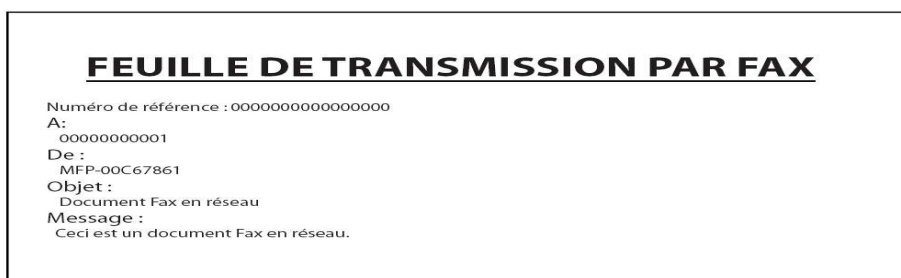 FEUILLE DE TRANSMISSION PAR FAX
Numéro de référence : 0000000000000000
A:
00000000001
De :
MFP-00C67861
Objet :
Document Fax en réseau
Message :
Ceci est un document Fax en réseau.